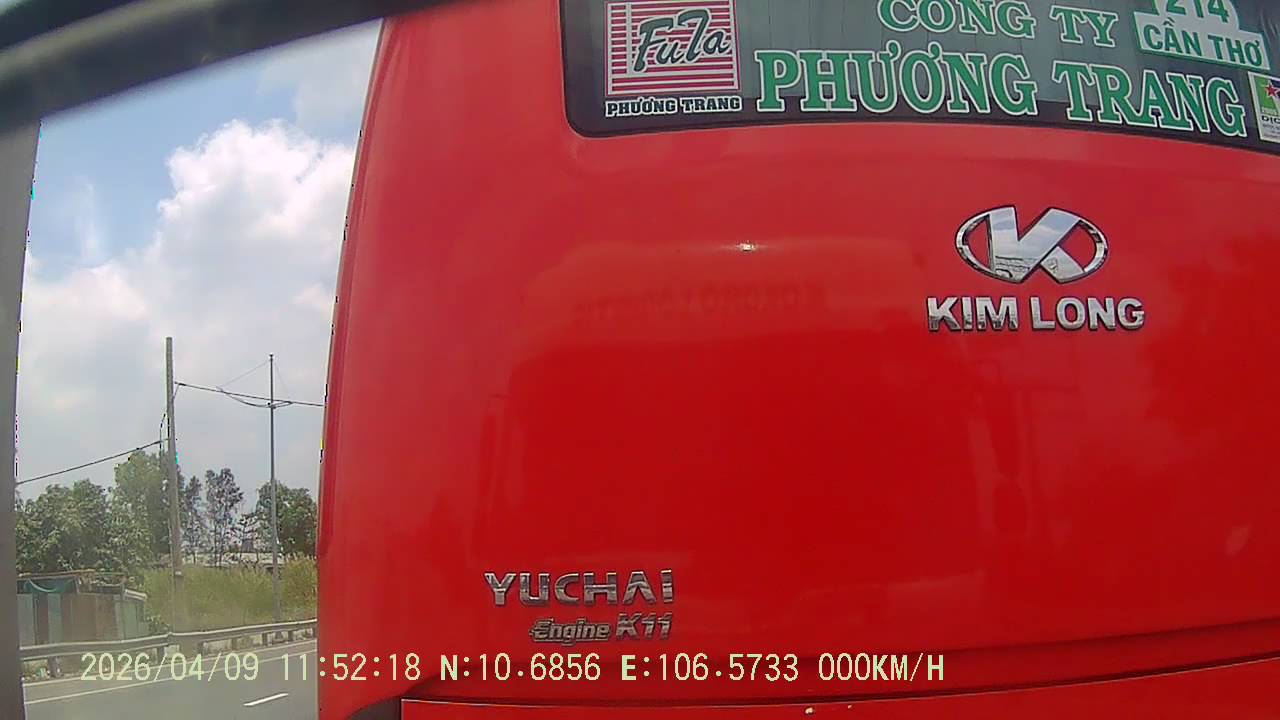 FuTa
PHƯƠNG TRANG
CÔNG TY
PHƯƠNG TRANG
214
CẦN THƠ
KIM LONG
YUCHAI
Engine K11
2026/04/09 11:52:18 N:10.6856 E:106.5733 000KM/H